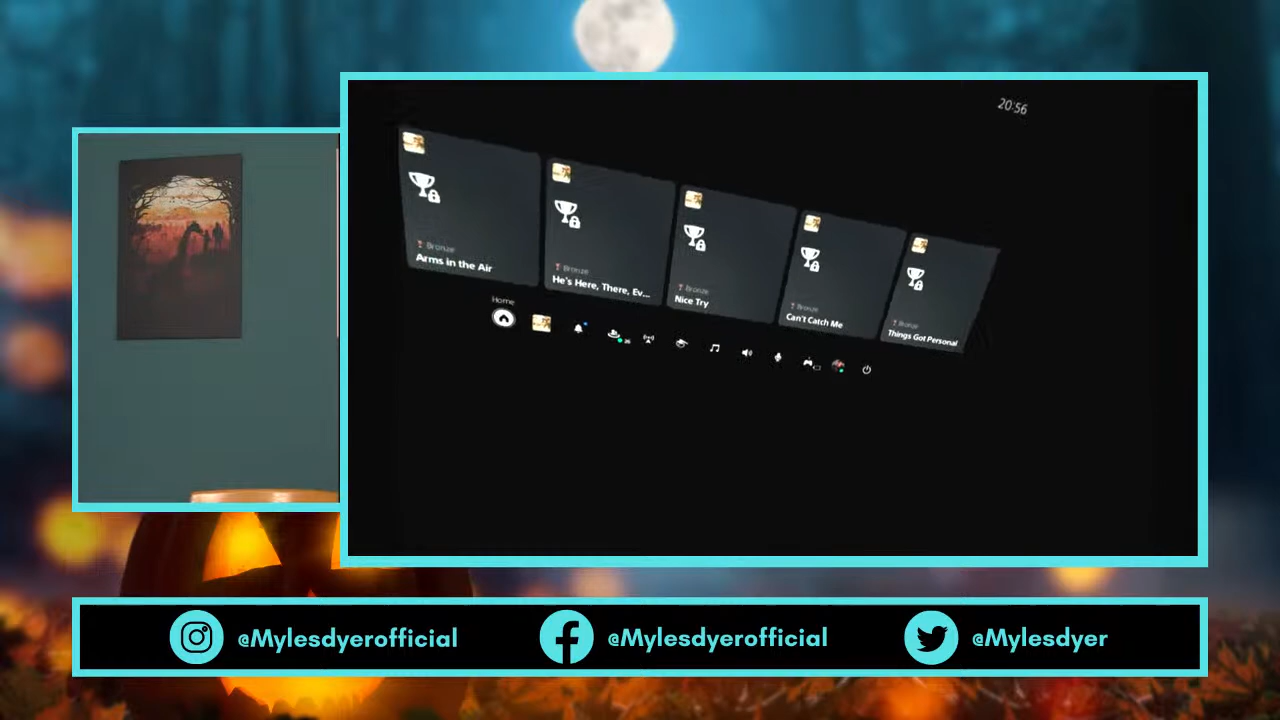 20:56
Bronze
Arms in the Air
Bronze
He's Here, There, Ev...
Bronze
Nice Try
Bronze
Can't Catch Me
Bronze
Things Got Personal
Home
@Mylesdyerofficial
@Mylesdyerofficial
@Mylesdyer